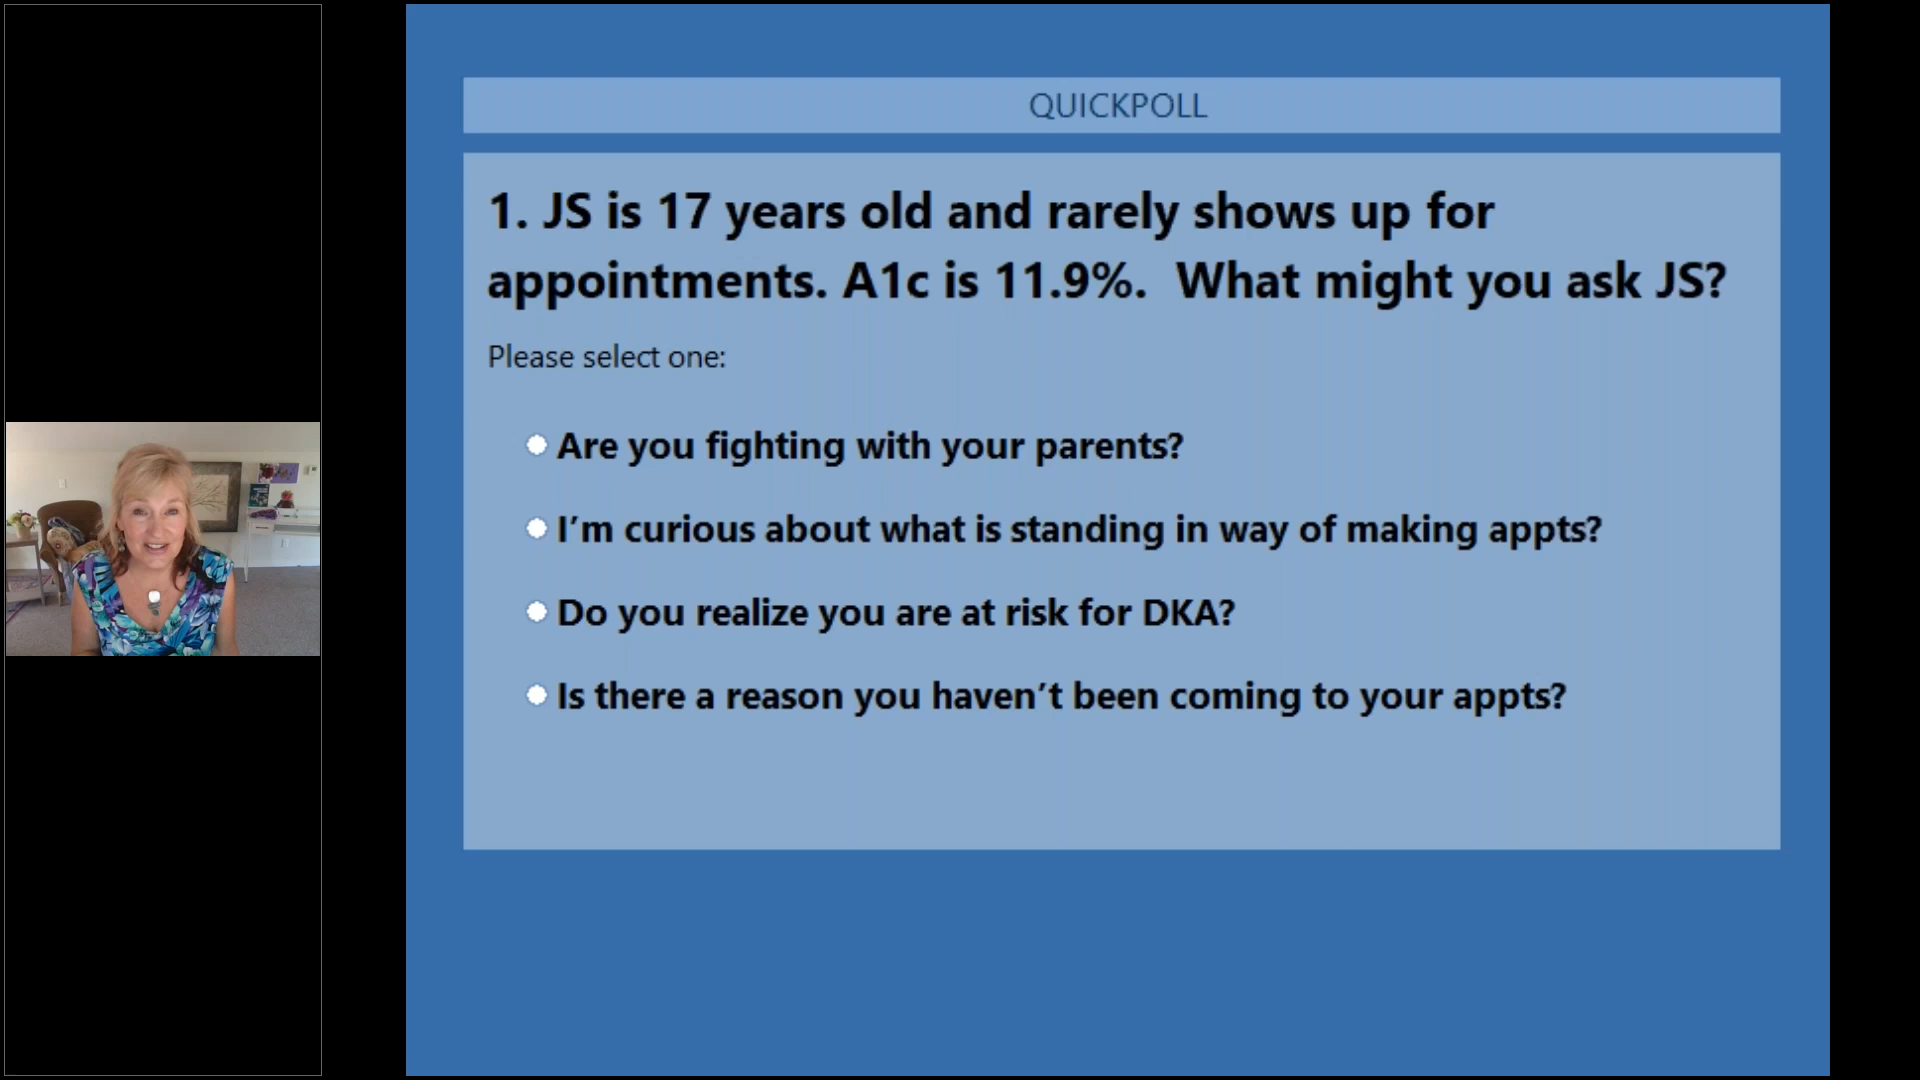 QUICKPOLL
1. JS is 17 years old and rarely shows up for
appointments. A1c is 11.9%.  What might you ask JS?
Please select one:
Are you fighting with your parents?
I’m curious about what is standing in way of making appts?
Do you realize you are at risk for DKA?
Is there a reason you haven’t been coming to your appts?